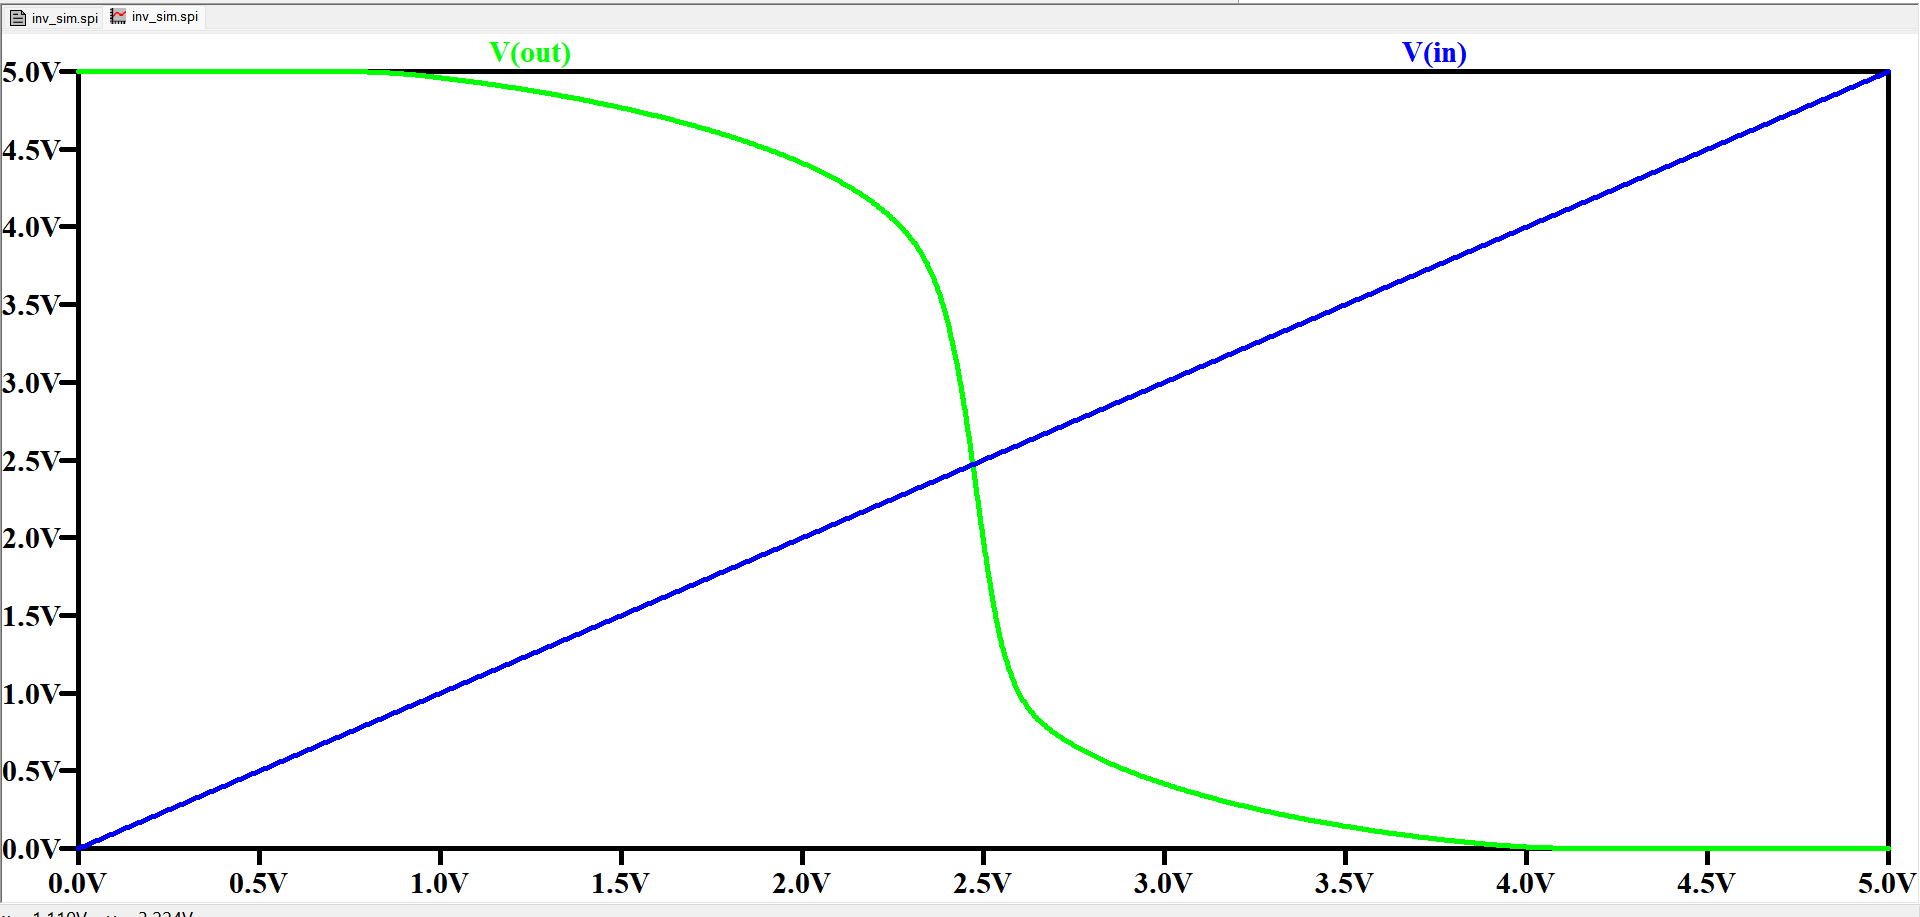 inv_sim.spi inv_sim.spi
V(out) V(in)
5.0V
4.5V
4.0V
3.5V
3.0V
2.5V
2.0V
1.5V
1.0V
0.5V
0.0V
0.0V 0.5V 1.0V 1.5V 2.0V 2.5V 3.0V 3.5V 4.0V 4.5V 5.0V